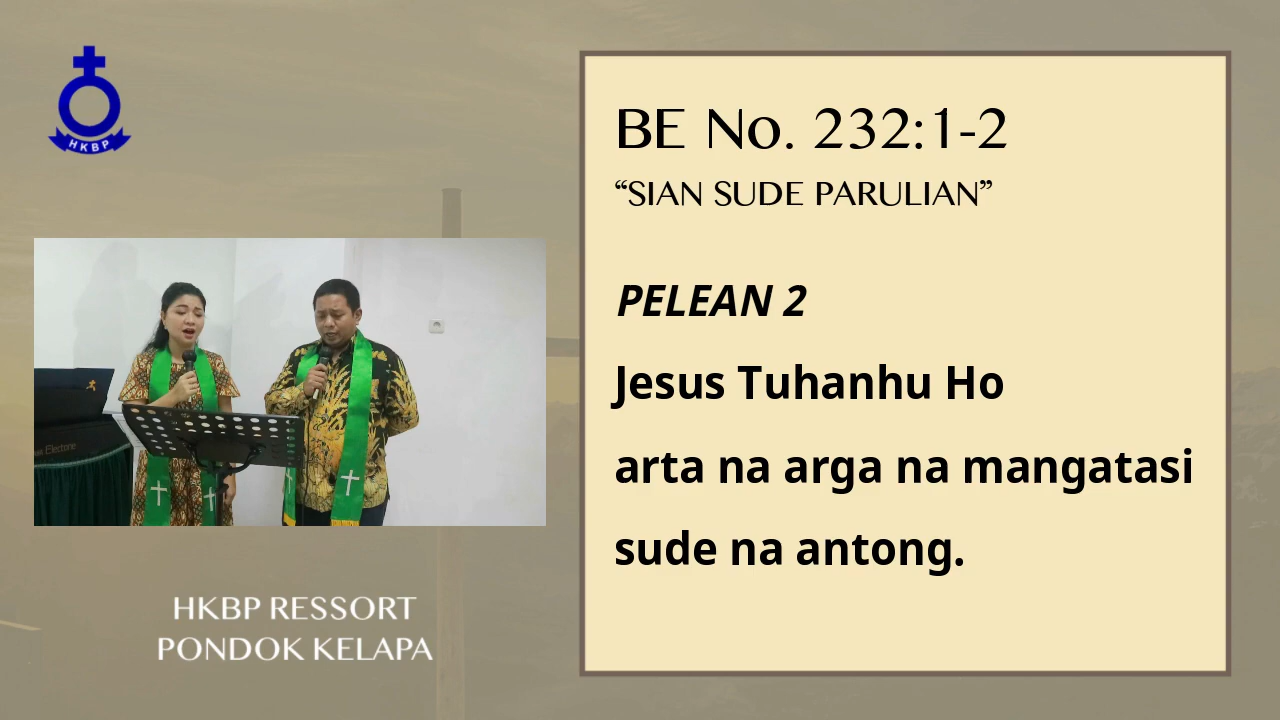 HKBP
BE No. 232:1-2
“SIAN SUDE PARULIAN”
PELEAN 2
Jesus Tuhanhu Ho
arta na arga na mangatasi
sude na antong.
Electone
HKBP RESSORT
PONDOK KELAPA